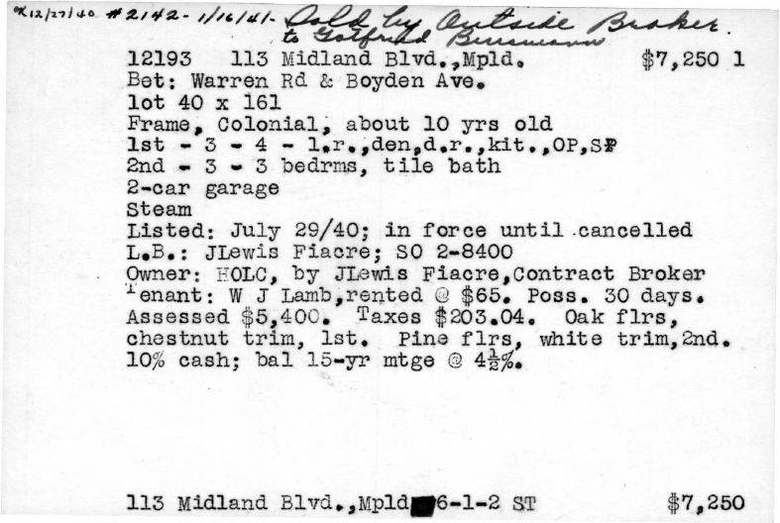 K12/27/40 #2142-1/16/41- Sold by Outside Broker.
to
12193 113 Midland Blvd.,Mpld. $7,250 1
Bet: Warren Rd & Boyden Ave.
lot 40 x 161
Frame, Colonial, about 10 yrs old
1st - 3 - 4 - l.r.,den,d.r.,kit.,OP,SP
2nd - 3 - 3 bedrms, tile bath
2-car garage
Steam
Listed: July 29/40; in force until cancelled
L.B.: JLewis Fiacre; SO 2-8400
Owner: HOLC, by JLewis Fiacre,Contract Broker
Tenant: W J Lamb,rented @ $65. Poss. 30 days.
Assessed $5,400. Taxes $203.04. Oak flrs,
chestnut trim, 1st. Pine flrs, white trim,2nd.
10% cash; bal 15-yr mtge @ 4½%.
113 Midland Blvd.,Mpld 6-1-2 ST $7,250